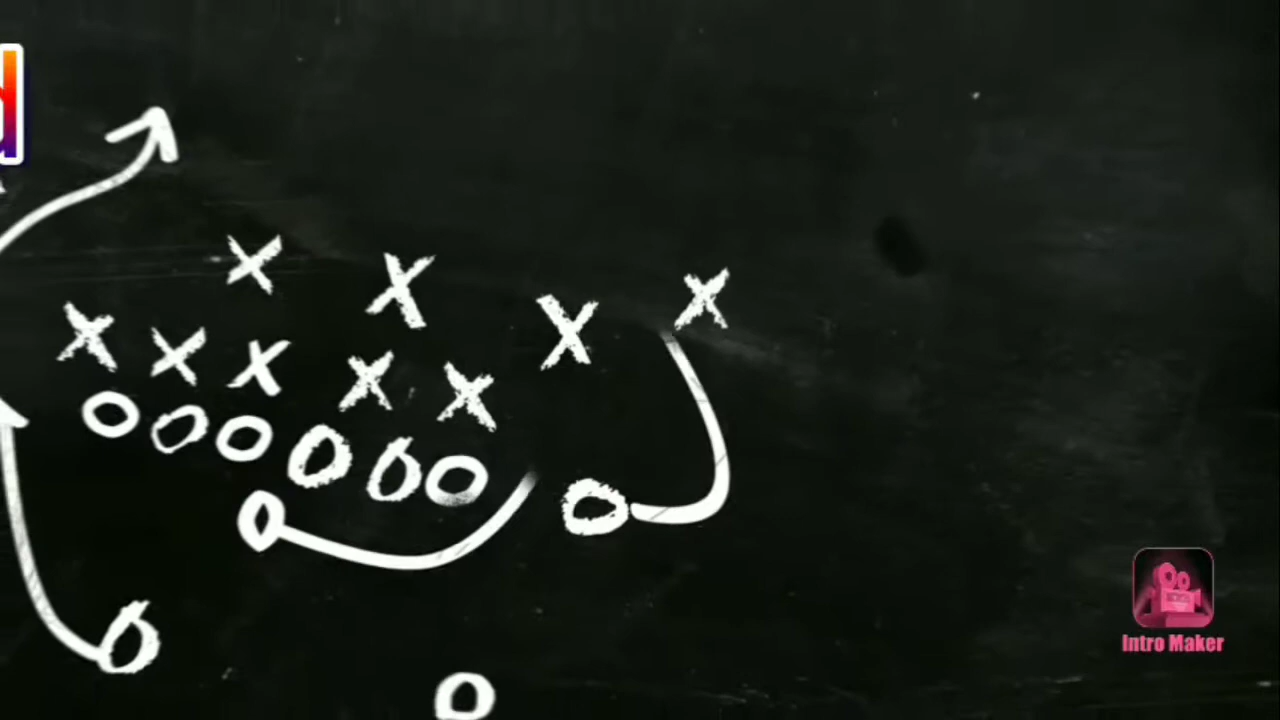 d
X X X X
X X X X X
O O O O O O
O O
O
O
Intro Maker